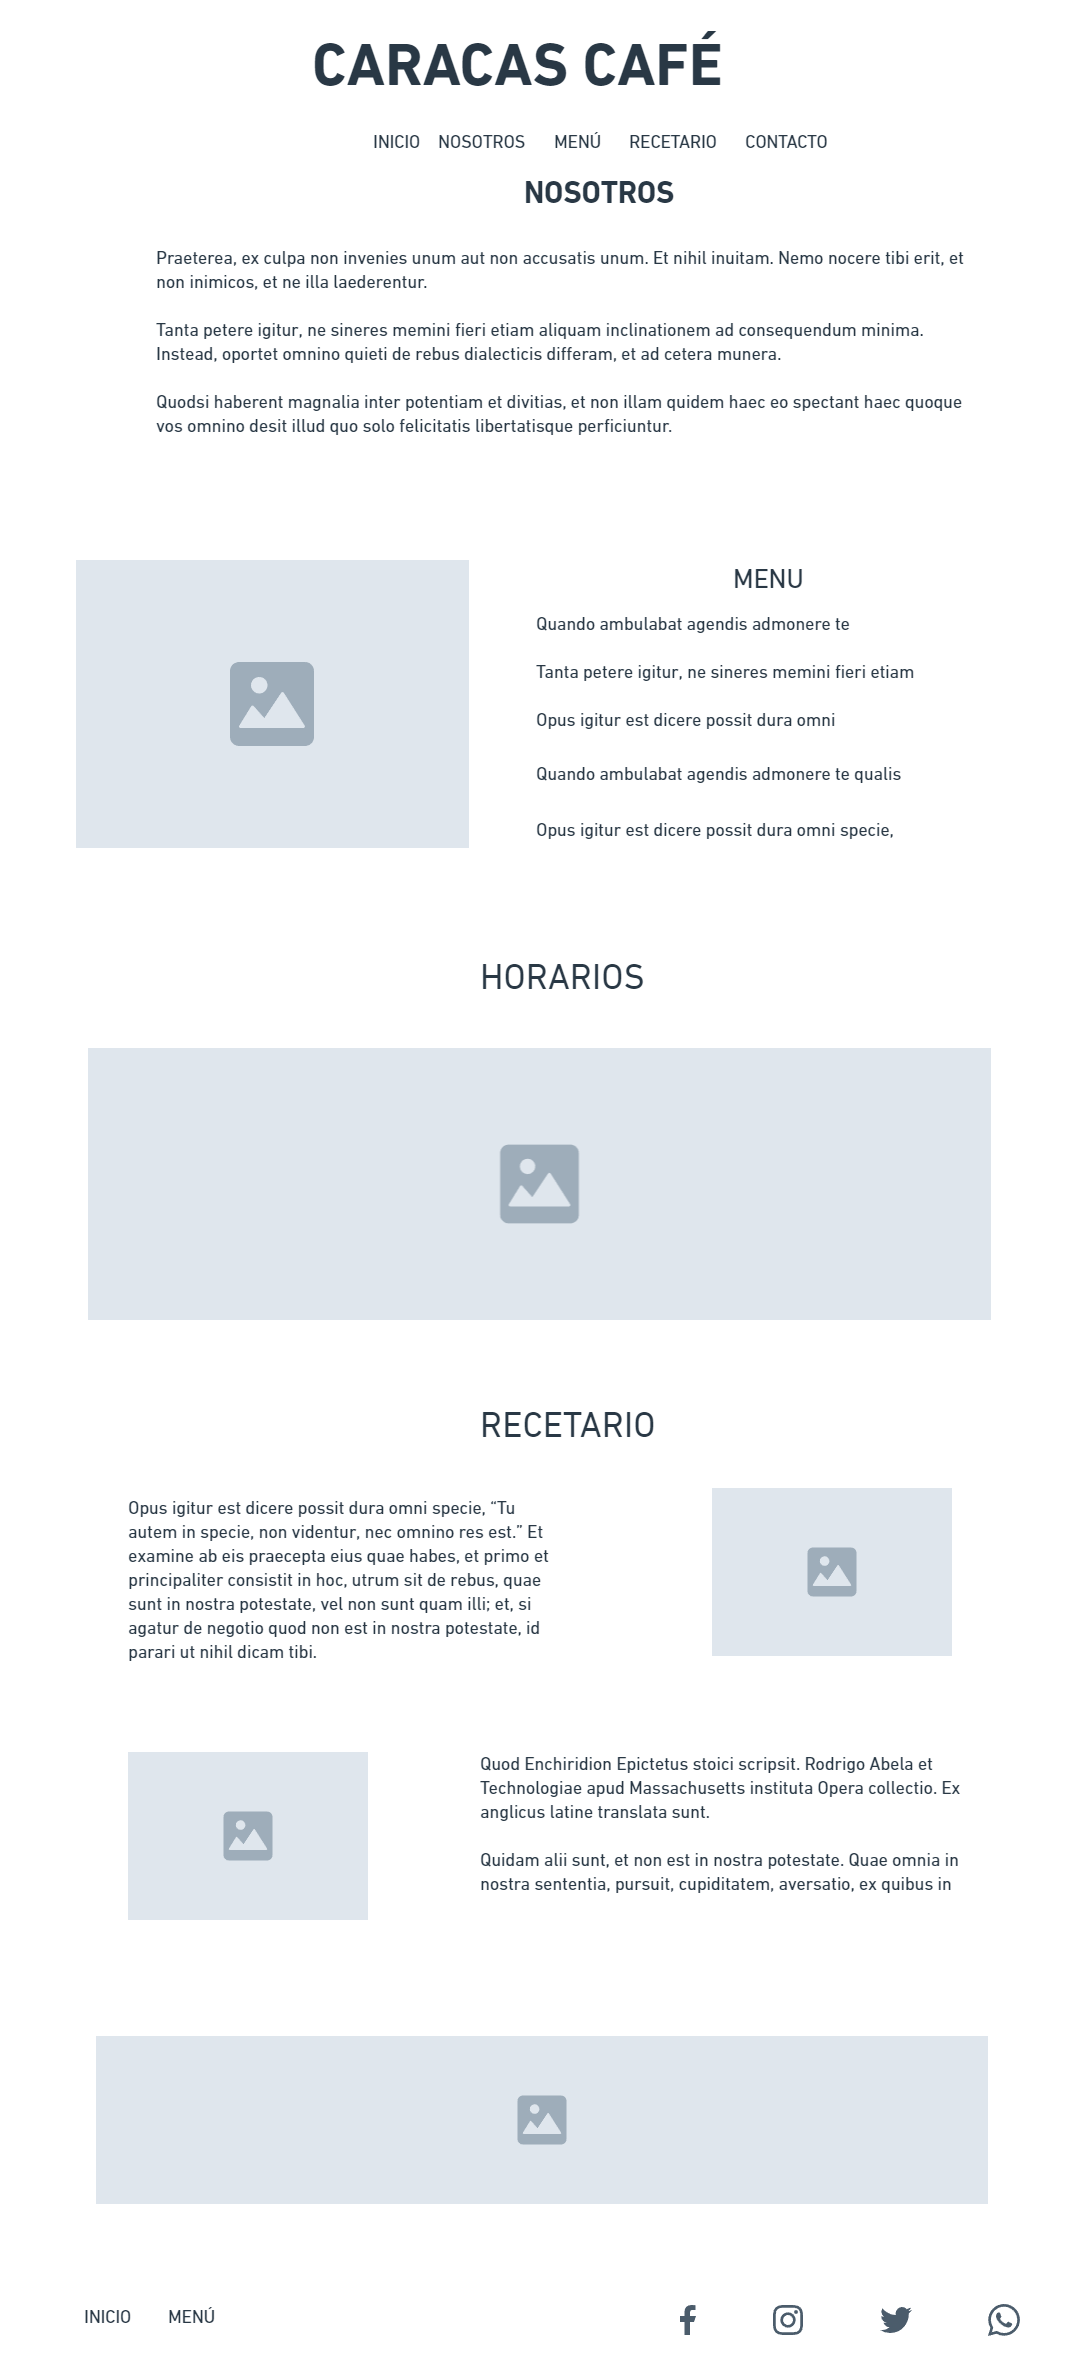 CARACAS CAFÉ
INICIO NOSOTROS MENÚ RECETARIO CONTACTO
NOSOTROS
Praeterea, ex culpa non invenies unum aut non accusatis unum. Et nihil inuitam. Nemo nocere tibi erit, et
non inimicos, et ne illa laederentur.
Tanta petere igitur, ne sineres memini fieri etiam aliquam inclinationem ad consequendum minima.
Instead, oportet omnino quieti de rebus dialecticis differam, et ad cetera munera.
Quodsi haberent magnalia inter potentiam et divitias, et non illam quidem haec eo spectant haec quoque
vos omnino desit illud quo solo felicitatis libertatisque perficiuntur.
MENU
Quando ambulabat agendis admonere te
Tanta petere igitur, ne sineres memini fieri etiam
Opus igitur est dicere possit dura omni
Quando ambulabat agendis admonere te qualis
Opus igitur est dicere possit dura omni specie,
HORARIOS
RECETARIO
Opus igitur est dicere possit dura omni specie, “Tu
autem in specie, non videntur, nec omnino res est.” Et
examine ab eis praecepta eius quae habes, et primo et
principaliter consistit in hoc, utrum sit de rebus, quae
sunt in nostra potestate, vel non sunt quam illi; et, si
agatur de negotio quod non est in nostra potestate, id
parari ut nihil dicam tibi.
Quod Enchiridion Epictetus stoici scripsit. Rodrigo Abela et
Technologiae apud Massachusetts instituta Opera collectio. Ex
anglicus latine translata sunt.
Quidam alii sunt, et non est in nostra potestate. Quae omnia in
nostra sententia, pursuit, cupiditatem, aversatio, ex quibus in
INICIO MENÚ